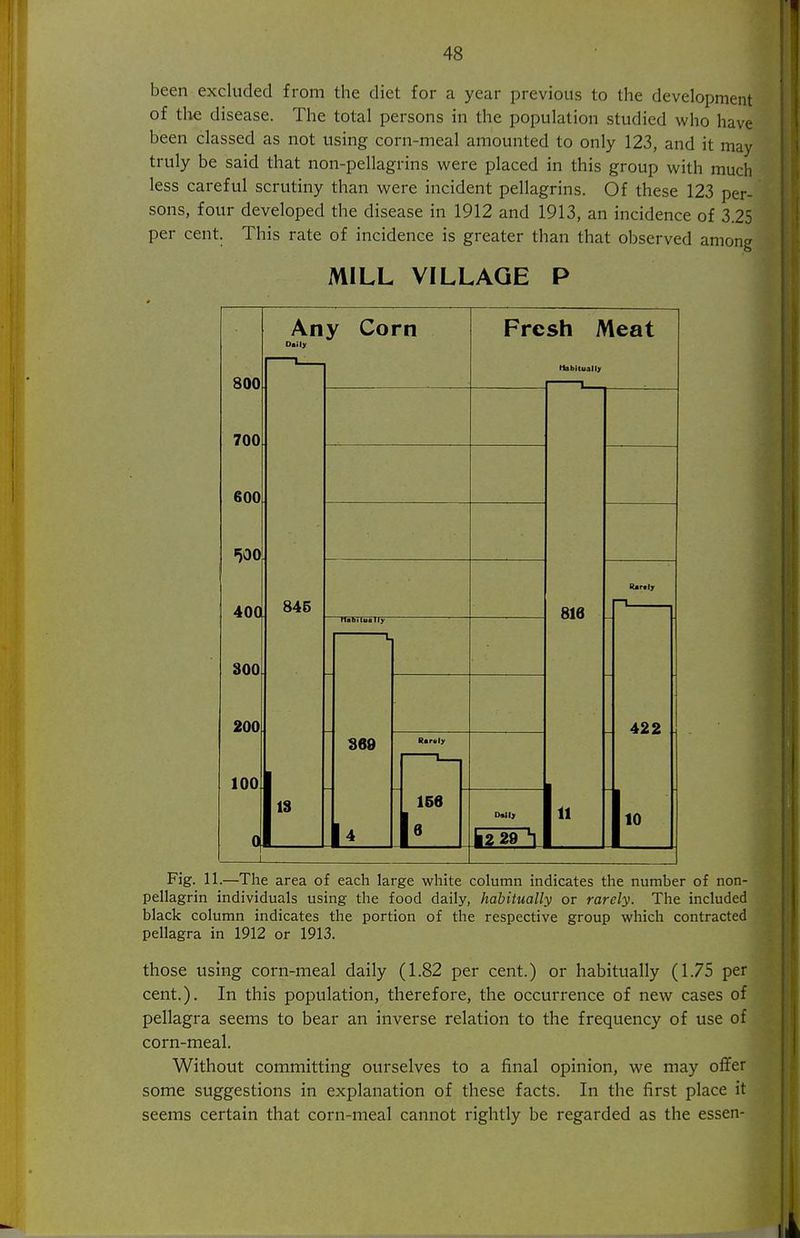 48
been excluded from the diet for a year previous to the development
of the disease. The total persons in the population studied who have
been classed as not using corn-meal amounted to only 123, and it may
truly be said that non-pellagrins were placed in this group with much
less careful scrutiny than were incident pellagrins. Of these 123 per-
sons, four developed the disease in 1912 and 1913, an incidence of 3.25
per cent. This rate of incidence is greater than that observed among
MILL VILLAGE P
Any Corn Fresh Meat
Daily
Habitually
800
700
600
500
Rarely
400 845 816
Habitually
300
200 422
369 Rarely
100
13 156 Daily 11 10
4 6 2 29
0
Fig. 11.—The area of each large white column indicates the number of non-
pellagrin individuals using the food daily, habitually or rarely. The included
black column indicates the portion of the respective group which contracted
pellagra in 1912 or 1913.
those using corn-meal daily (1.82 per cent.) or habitually (1.75 per
cent.). In this population, therefore, the occurrence of new cases of
pellagra seems to bear an inverse relation to the frequency of use of
corn-meal.
Without committing ourselves to a final opinion, we may offer
some suggestions in explanation of these facts. In the first place it
seems certain that corn-meal cannot rightly be regarded as the essen-